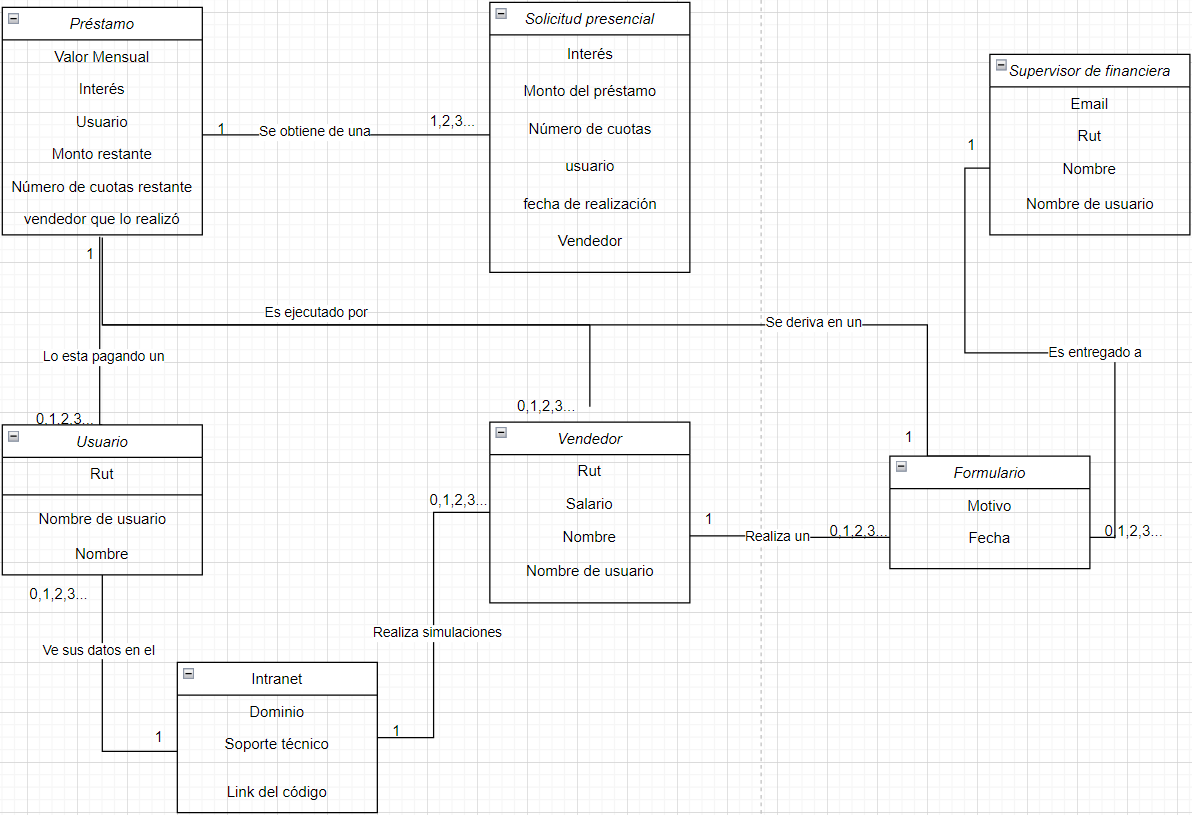 Préstamo
Valor Mensual
Interés
Usuario
Monto restante
Número de cuotas restante
vendedor que lo realizó
1
Se obtiene de una
1,2,3...
Solicitud presencial
Interés
Monto del préstamo
Número de cuotas
usuario
fecha de realización
Vendedor
Supervisor de financiera
Email
Rut
Nombre
Nombre de usuario
1
1
Es ejecutado por
Se deriva en un
Lo esta pagando un
Es entregado a
0,1,2,3...
0,1,2,3...
1
Usuario
Rut
Nombre de usuario
Nombre
Vendedor
Rut
Salario
Nombre
Nombre de usuario
Formulario
Motivo
Fecha
0,1,2,3...
1
Realiza un
0,1,2,3...
0,1,2,3...
0,1,2,3...
Ve sus datos en el
Realiza simulaciones
1
1
Intranet
Dominio
Soporte técnico
Link del código